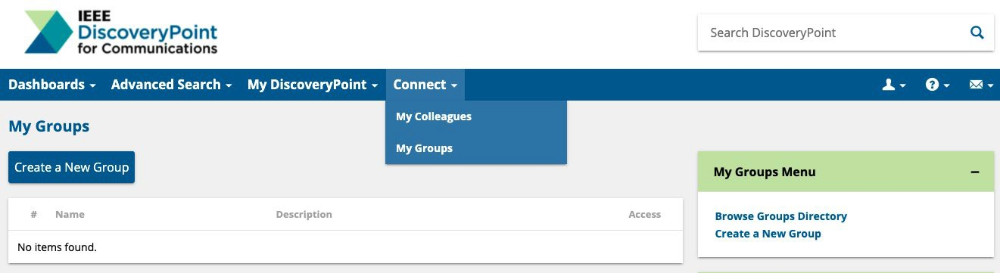 IEEE
DiscoveryPoint
for Communications
Search DiscoveryPoint
Dashboards Advanced Search My DiscoveryPoint Connect
My Colleagues
My Groups
My Groups
Create a New Group
# Name Description Access
No items found.
My Groups Menu
Browse Groups Directory
Create a New Group